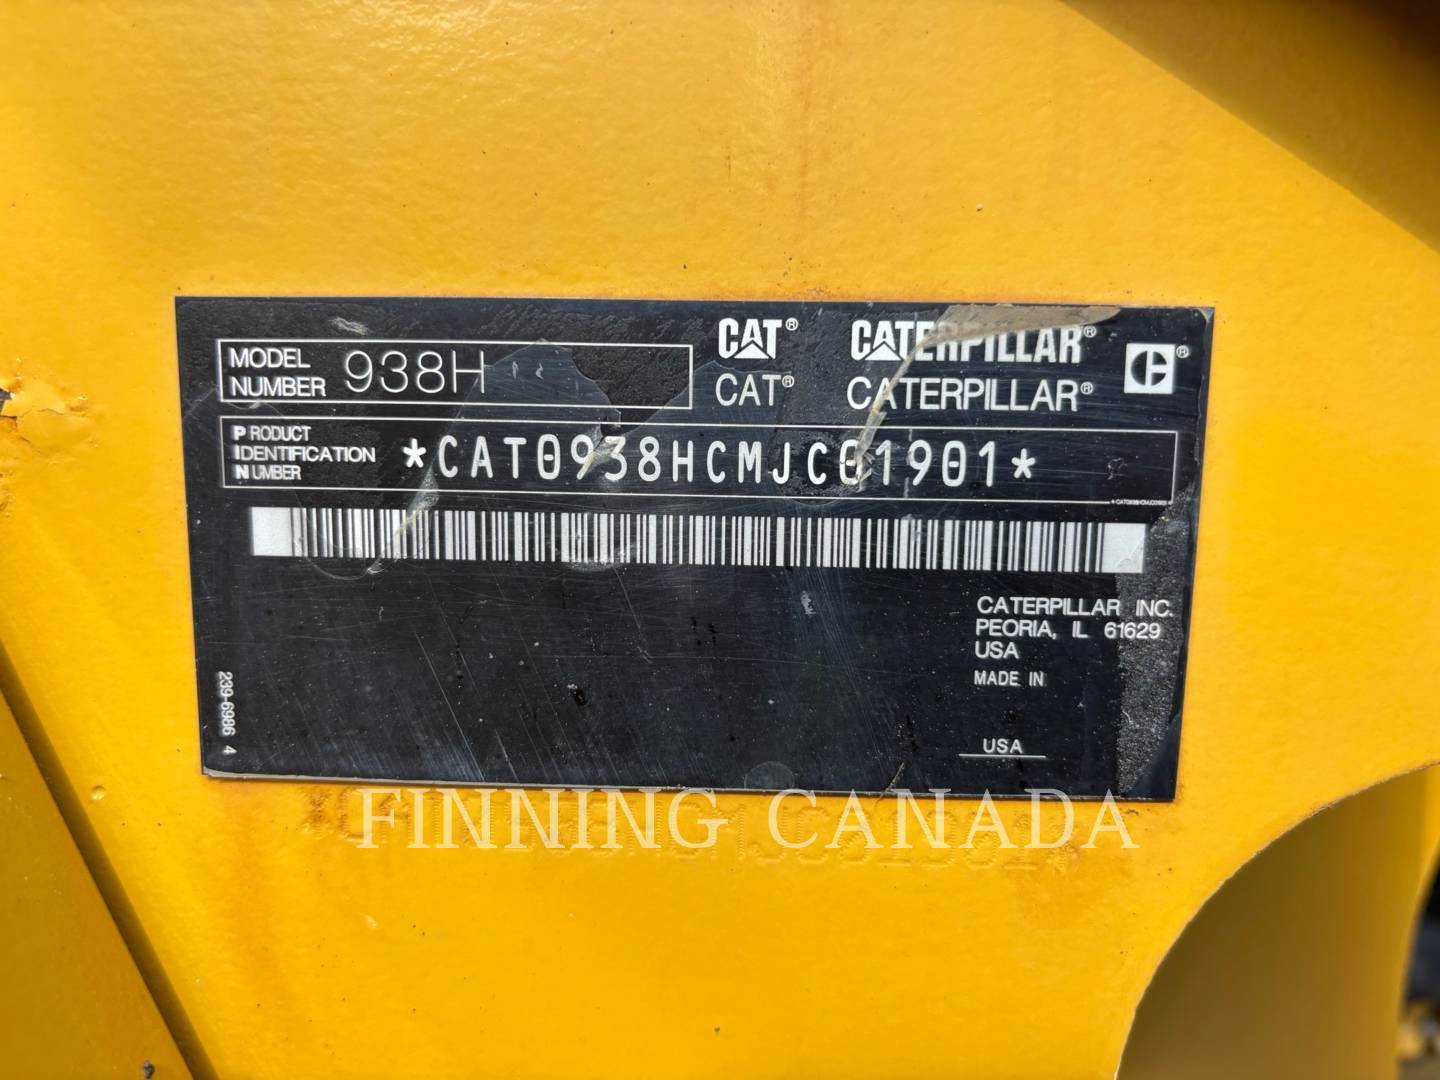 MODEL NUMBER 938H
CAT® CATERPILLAR®
CAT® CATERPILLAR®
PRODUCT IDENTIFICATION NUMBER *CAT0938HCMJC01901*
CATERPILLAR INC.
PEORIA, IL 61629
USA
MADE IN
USA
239-6986 4
FINNING CANADA